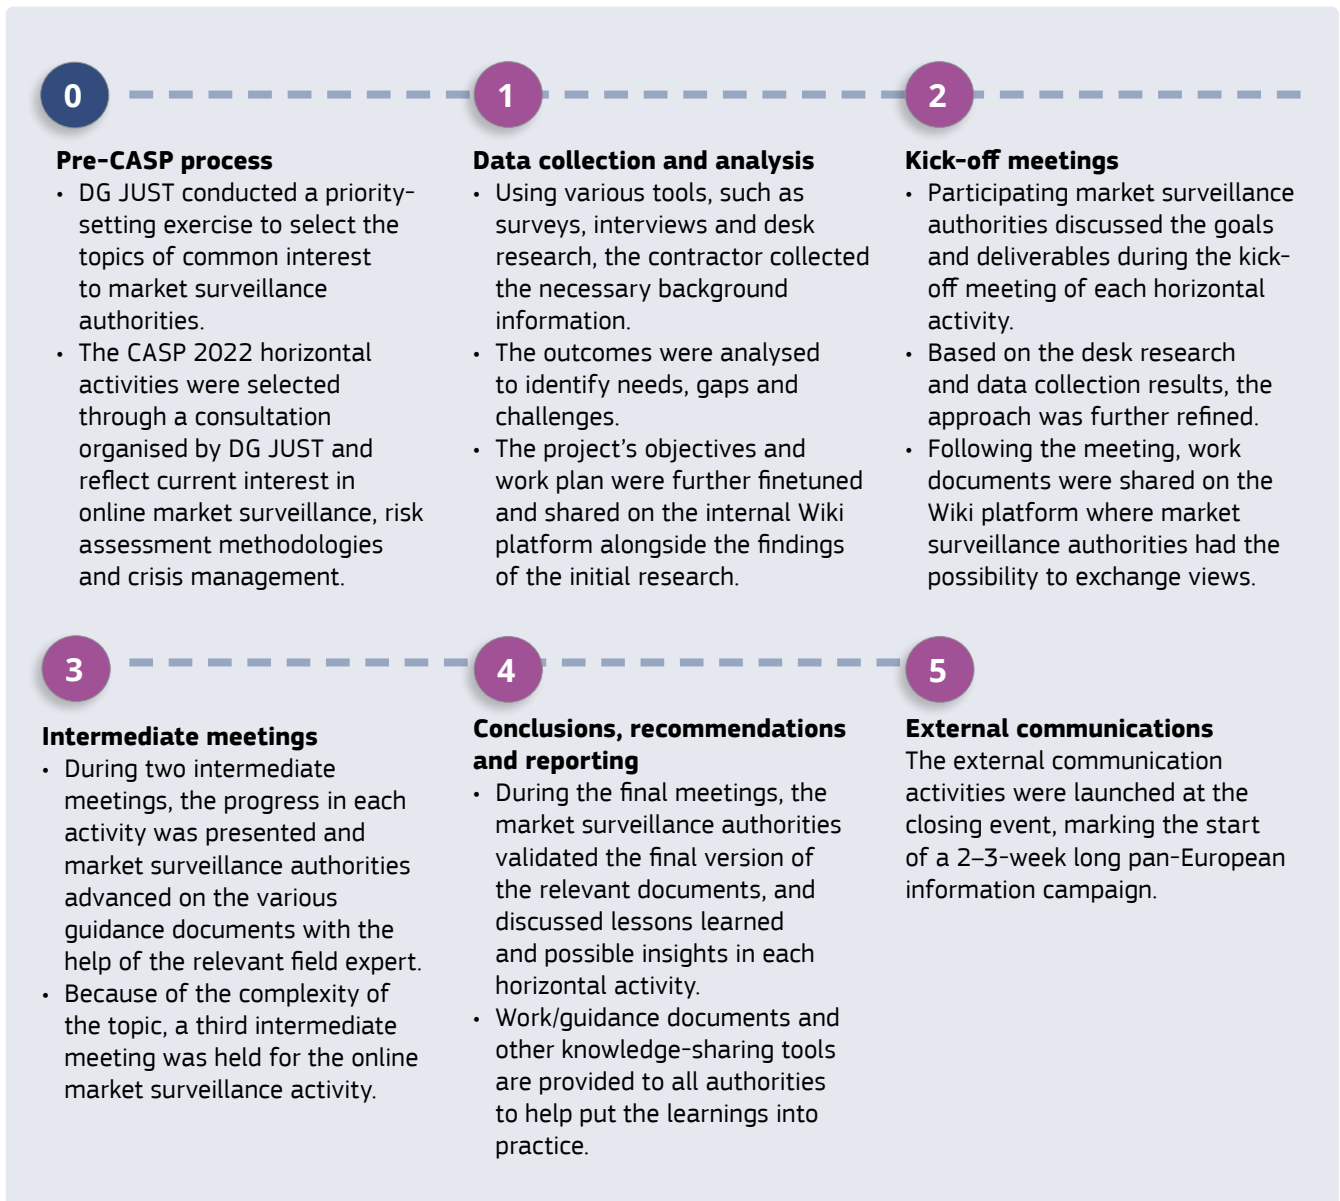 0
Pre-CASP process
• DG JUST conducted a priority-
setting exercise to select the
topics of common interest
to market surveillance
authorities.
• The CASP 2022 horizontal
activities were selected
through a consultation
organised by DG JUST and
reflect current interest in
online market surveillance, risk
assessment methodologies
and crisis management.
1
Data collection and analysis
• Using various tools, such as
surveys, interviews and desk
research, the contractor collected
the necessary background
information.
• The outcomes were analysed
to identify needs, gaps and
challenges.
• The project's objectives and
work plan were further finetuned
and shared on the internal Wiki
platform alongside the findings
of the initial research.
2
Kick-off meetings
• Participating market surveillance
authorities discussed the goals
and deliverables during the kick-
off meeting of each horizontal
activity.
• Based on the desk research
and data collection results, the
approach was further refined.
• Following the meeting, work
documents were shared on the
Wiki platform where market
surveillance authorities had the
possibility to exchange views.
3
Intermediate meetings
• During two intermediate
meetings, the progress in each
activity was presented and
market surveillance authorities
advanced on the various
guidance documents with the
help of the relevant field expert.
• Because of the complexity of
the topic, a third intermediate
meeting was held for the online
market surveillance activity.
4
Conclusions, recommendations
and reporting
• During the final meetings, the
market surveillance authorities
validated the final version of
the relevant documents, and
discussed lessons learned
and possible insights in each
horizontal activity.
• Work/guidance documents and
other knowledge-sharing tools
are provided to all authorities
to help put the learnings into
practice.
5
External communications
The external communication
activities were launched at the
closing event, marking the start
of a 2–3-week long pan-European
information campaign.